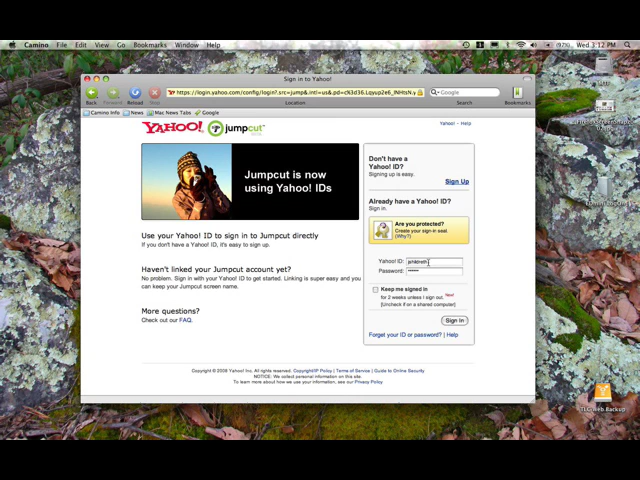 Camino File Edit View Go Bookmarks Window Help
(97%) Wed 3:12 PM
Sign in to Yahoo!
Back Forward Reload Stop
Location
Google
Search
Bookmarks
Camino Info News Mac News Tabs Google
YAHOO! jumpcut
Yahoo! - Help
Jumpcut is now
using Yahoo! IDs
Use your Yahoo! ID to sign in to Jumpcut directly
If you don't have a Yahoo! ID, it's easy to sign up.
Haven't linked your Jumpcut account yet?
No problem. Sign in with your Yahoo! ID to get started. Linking is super easy and you
can keep your Jumpcut screen name.
More questions?
Check out our FAQ.
Don't have a
Yahoo! ID?
Signing up is easy.
Sign Up
Already have a Yahoo! ID?
Sign in.
Are you protected?
Create your sign-in seal.
(Why?)
Yahoo! ID:
Password:
Keep me signed in
for 2 weeks unless I sign out. New!
[Uncheck if on a shared computer]
Sign In
Forget your ID or password? | Help
Copyright © 2008 Yahoo! Inc. All rights reserved. Copyright/IP Policy | Terms of Service | Guide to Online Security
NOTICE: We collect personal information on this site.
To learn more about how we use your information, see our Privacy Policy
TLC Web Backup